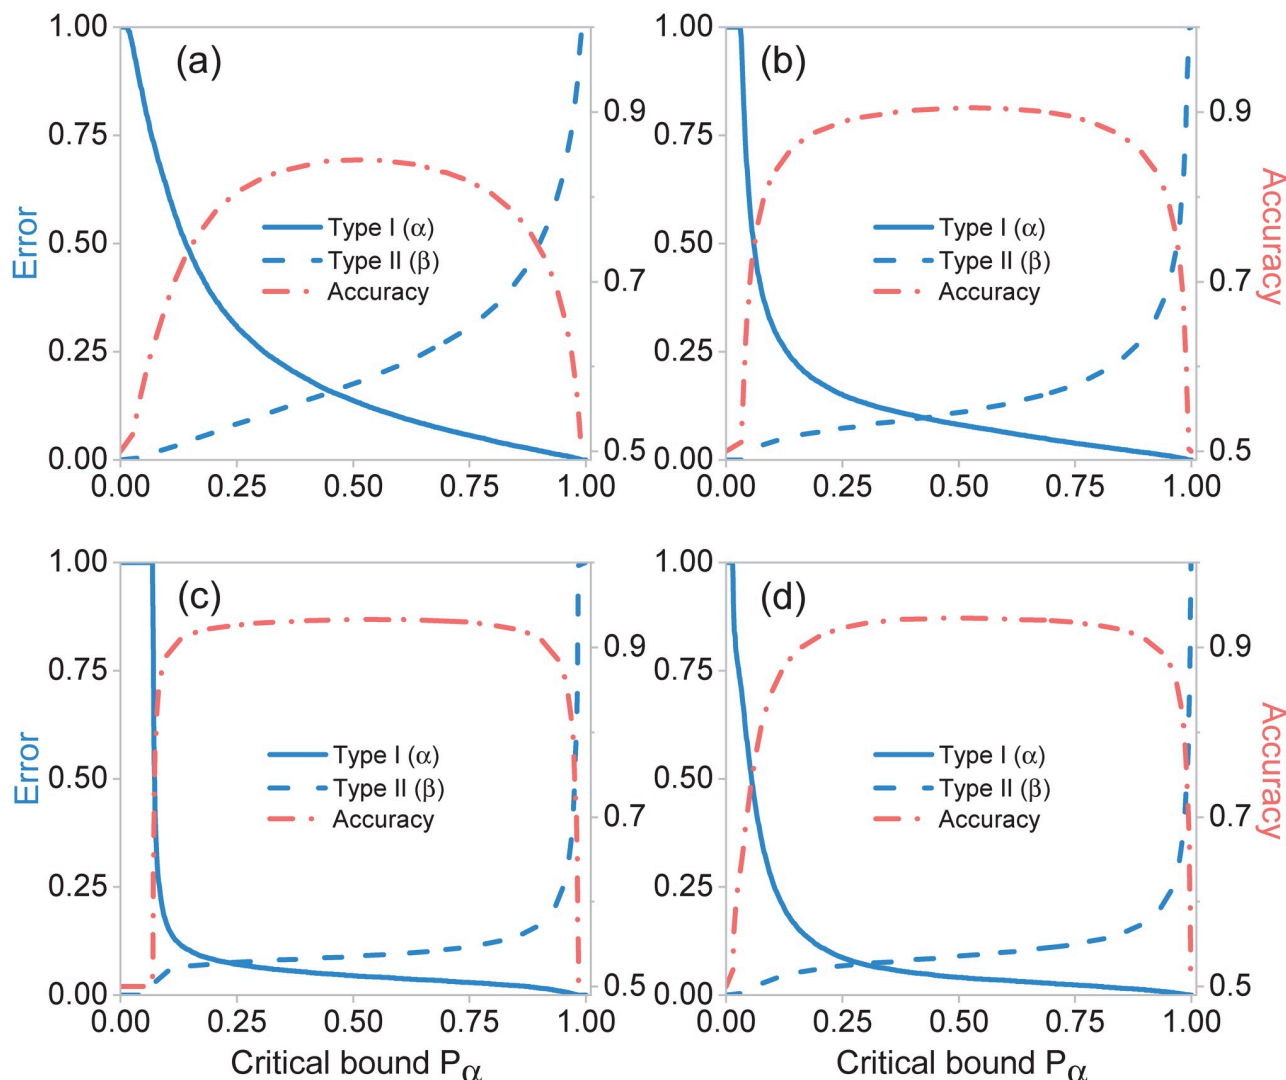 (a)
1.00
0.75
0.50
0.25
0.00
Error
Type I (α)
Type II (β)
Accuracy
0.9
0.7
0.5
0.00 0.25 0.50 0.75 1.00
(b)
1.00
0.75
0.50
0.25
0.00
Type I (α)
Type II (β)
Accuracy
0.9
0.7
0.5
Accuracy
0.00 0.25 0.50 0.75 1.00
(c)
1.00
0.75
0.50
0.25
0.00
Error
Type I (α)
Type II (β)
Accuracy
0.9
0.7
0.5
0.00 0.25 0.50 0.75 1.00
Critical bound Pα
(d)
1.00
0.75
0.50
0.25
0.00
Type I (α)
Type II (β)
Accuracy
0.9
0.7
0.5
Accuracy
0.00 0.25 0.50 0.75 1.00
Critical bound Pα